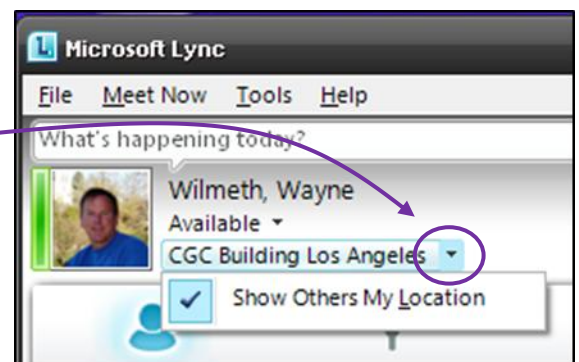 Microsoft Lync
File Meet Now Tools Help
What's happening today?
Wilmeth, Wayne
Available
CGC Building Los Angeles
Show Others My Location